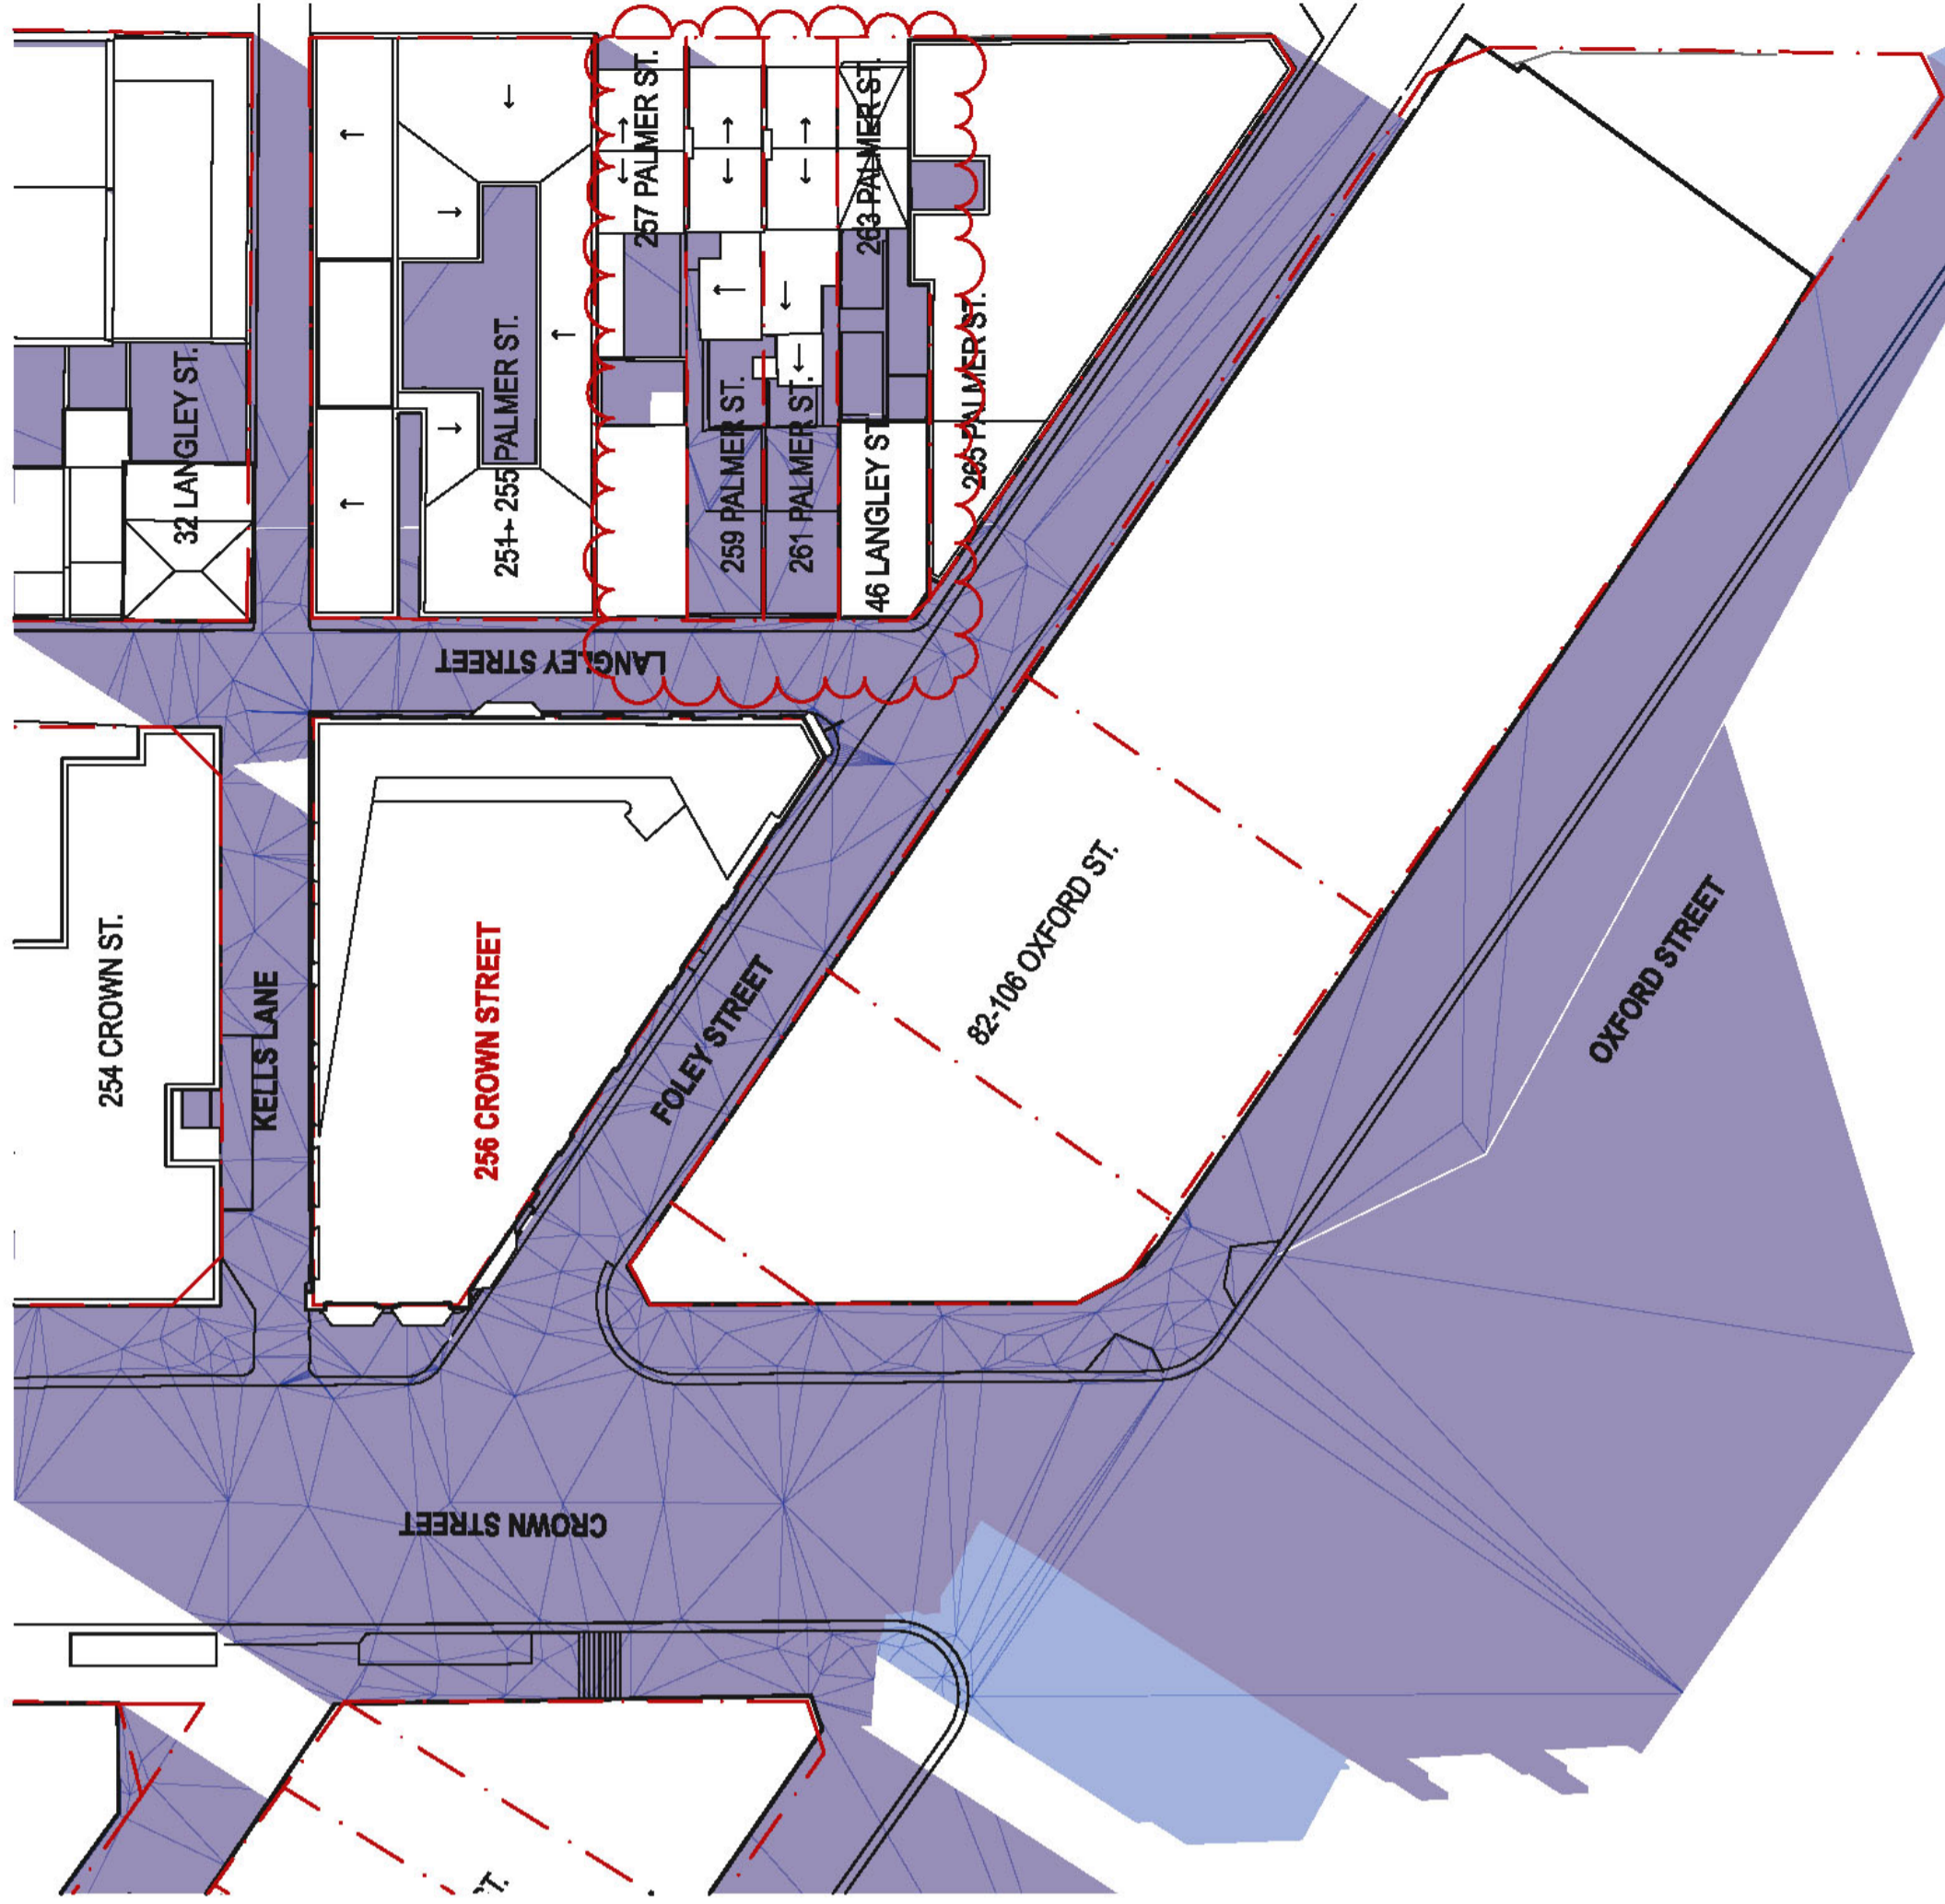 257 PALMER ST.
263 PALMER ST.
32 LANGLEY ST.
251 - 255 PALMER ST.
259 PALMER ST.
261 PALMER ST.
46 LANGLEY ST
265 PALMER ST.
LANGLEY STREET
254 CROWN ST.
KELLS LANE
256 CROWN STREET
FOLEY STREET
82-106 OXFORD ST.
OXFORD STREET
CROWN STREET
ST.